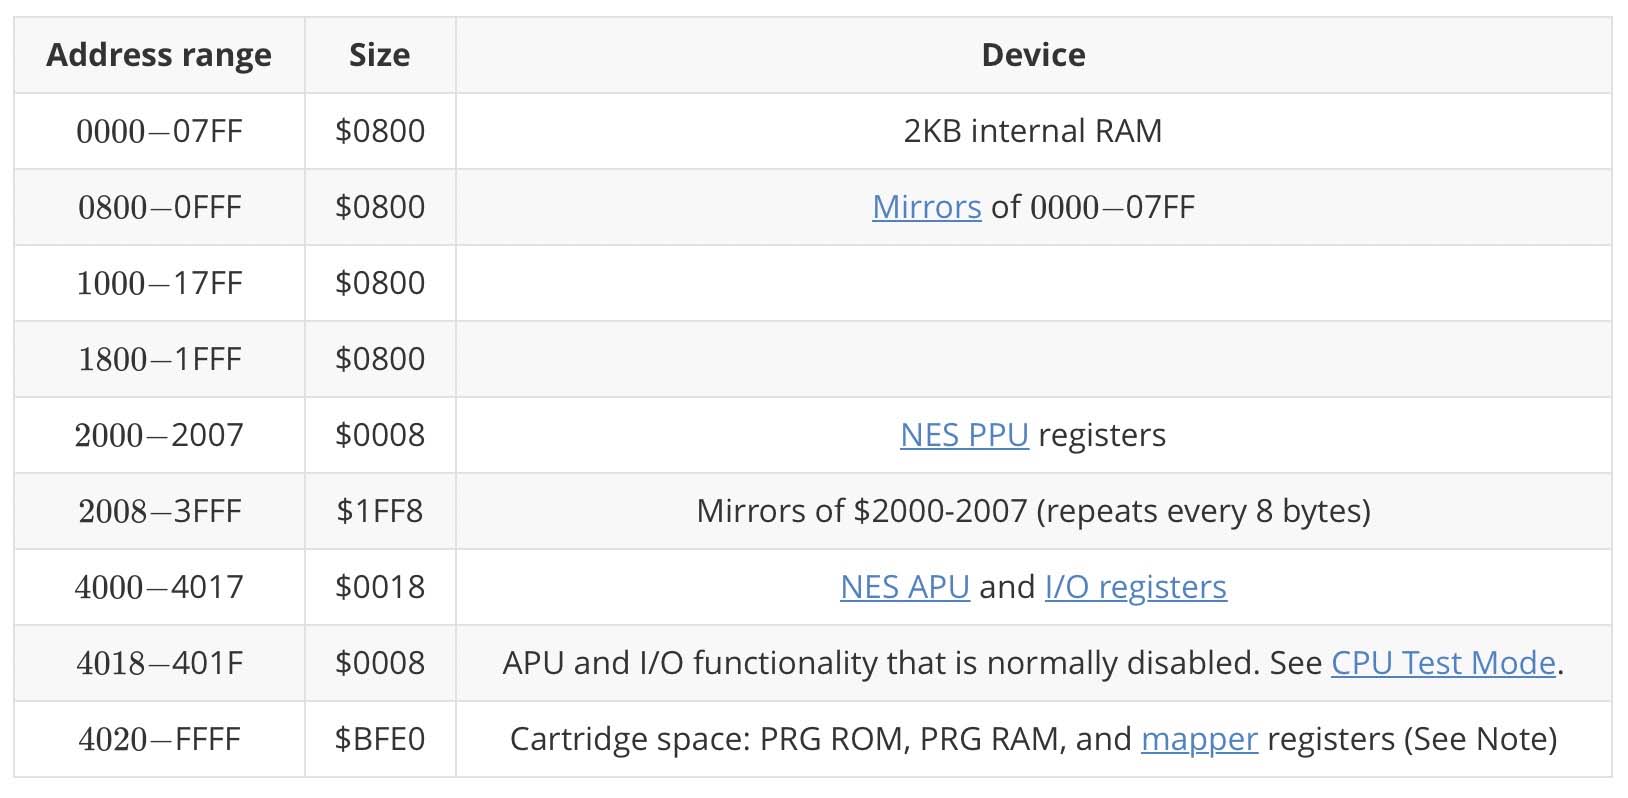 Address range Size Device
0000–07FF $0800 2KB internal RAM
0800–0FFF $0800 Mirrors of 0000–07FF
1000–17FF $0800
1800–1FFF $0800
2000–2007 $0008 NES PPU registers
2008–3FFF $1FF8 Mirrors of $2000-2007 (repeats every 8 bytes)
4000–4017 $0018 NES APU and I/O registers
4018–401F $0008 APU and I/O functionality that is normally disabled. See CPU Test Mode.
4020–FFFF $BFE0 Cartridge space: PRG ROM, PRG RAM, and mapper registers (See Note)